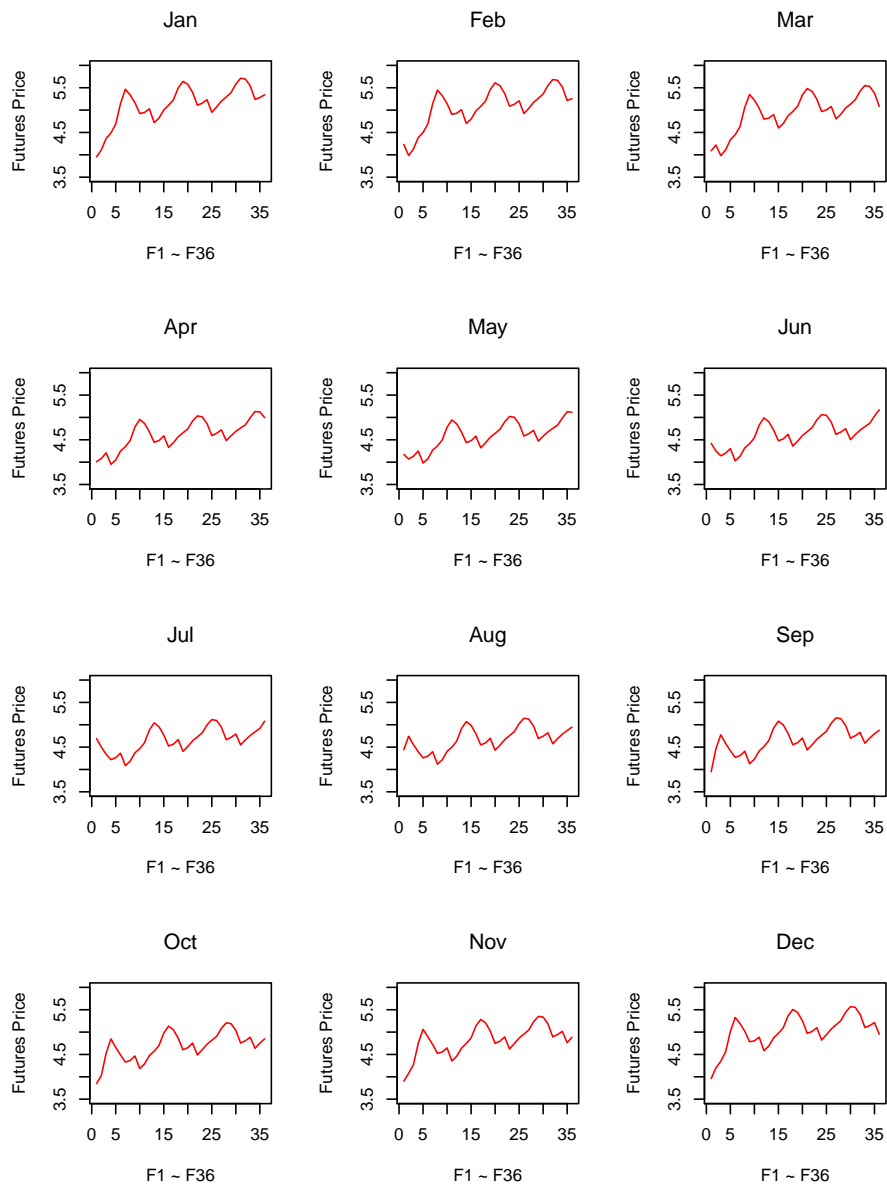 Jan Feb Mar
Futures Price Futures Price Futures Price
3.5 4.5 5.5 3.5 4.5 5.5 3.5 4.5 5.5
0 5 15 25 35 0 5 15 25 35 0 5 15 25 35
F1 ~ F36 F1 ~ F36 F1 ~ F36
Apr May Jun
Futures Price Futures Price Futures Price
3.5 4.5 5.5 3.5 4.5 5.5 3.5 4.5 5.5
0 5 15 25 35 0 5 15 25 35 0 5 15 25 35
F1 ~ F36 F1 ~ F36 F1 ~ F36
Jul Aug Sep
Futures Price Futures Price Futures Price
3.5 4.5 5.5 3.5 4.5 5.5 3.5 4.5 5.5
0 5 15 25 35 0 5 15 25 35 0 5 15 25 35
F1 ~ F36 F1 ~ F36 F1 ~ F36
Oct Nov Dec
Futures Price Futures Price Futures Price
3.5 4.5 5.5 3.5 4.5 5.5 3.5 4.5 5.5
0 5 15 25 35 0 5 15 25 35 0 5 15 25 35
F1 ~ F36 F1 ~ F36 F1 ~ F36